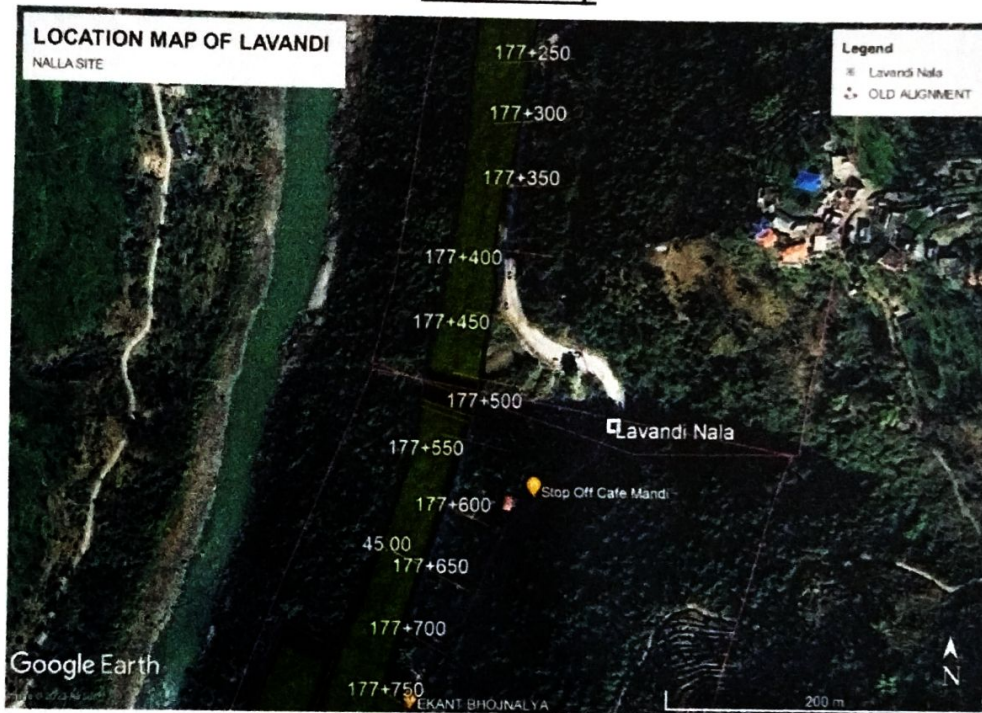 LOCATION MAP OF LAVANDI
NALLA SITE
Legend
Lavandi Nala
OLD ALIGNMENT
177+250
177+300
177+350
177+400
177+450
177+500
Lavandi Nala
177+550
Stop Off Cafe Mandi
177+600
45.00
177+650
177+700
Google Earth
177+750
EKANT BHOJNALYA
N
200 m